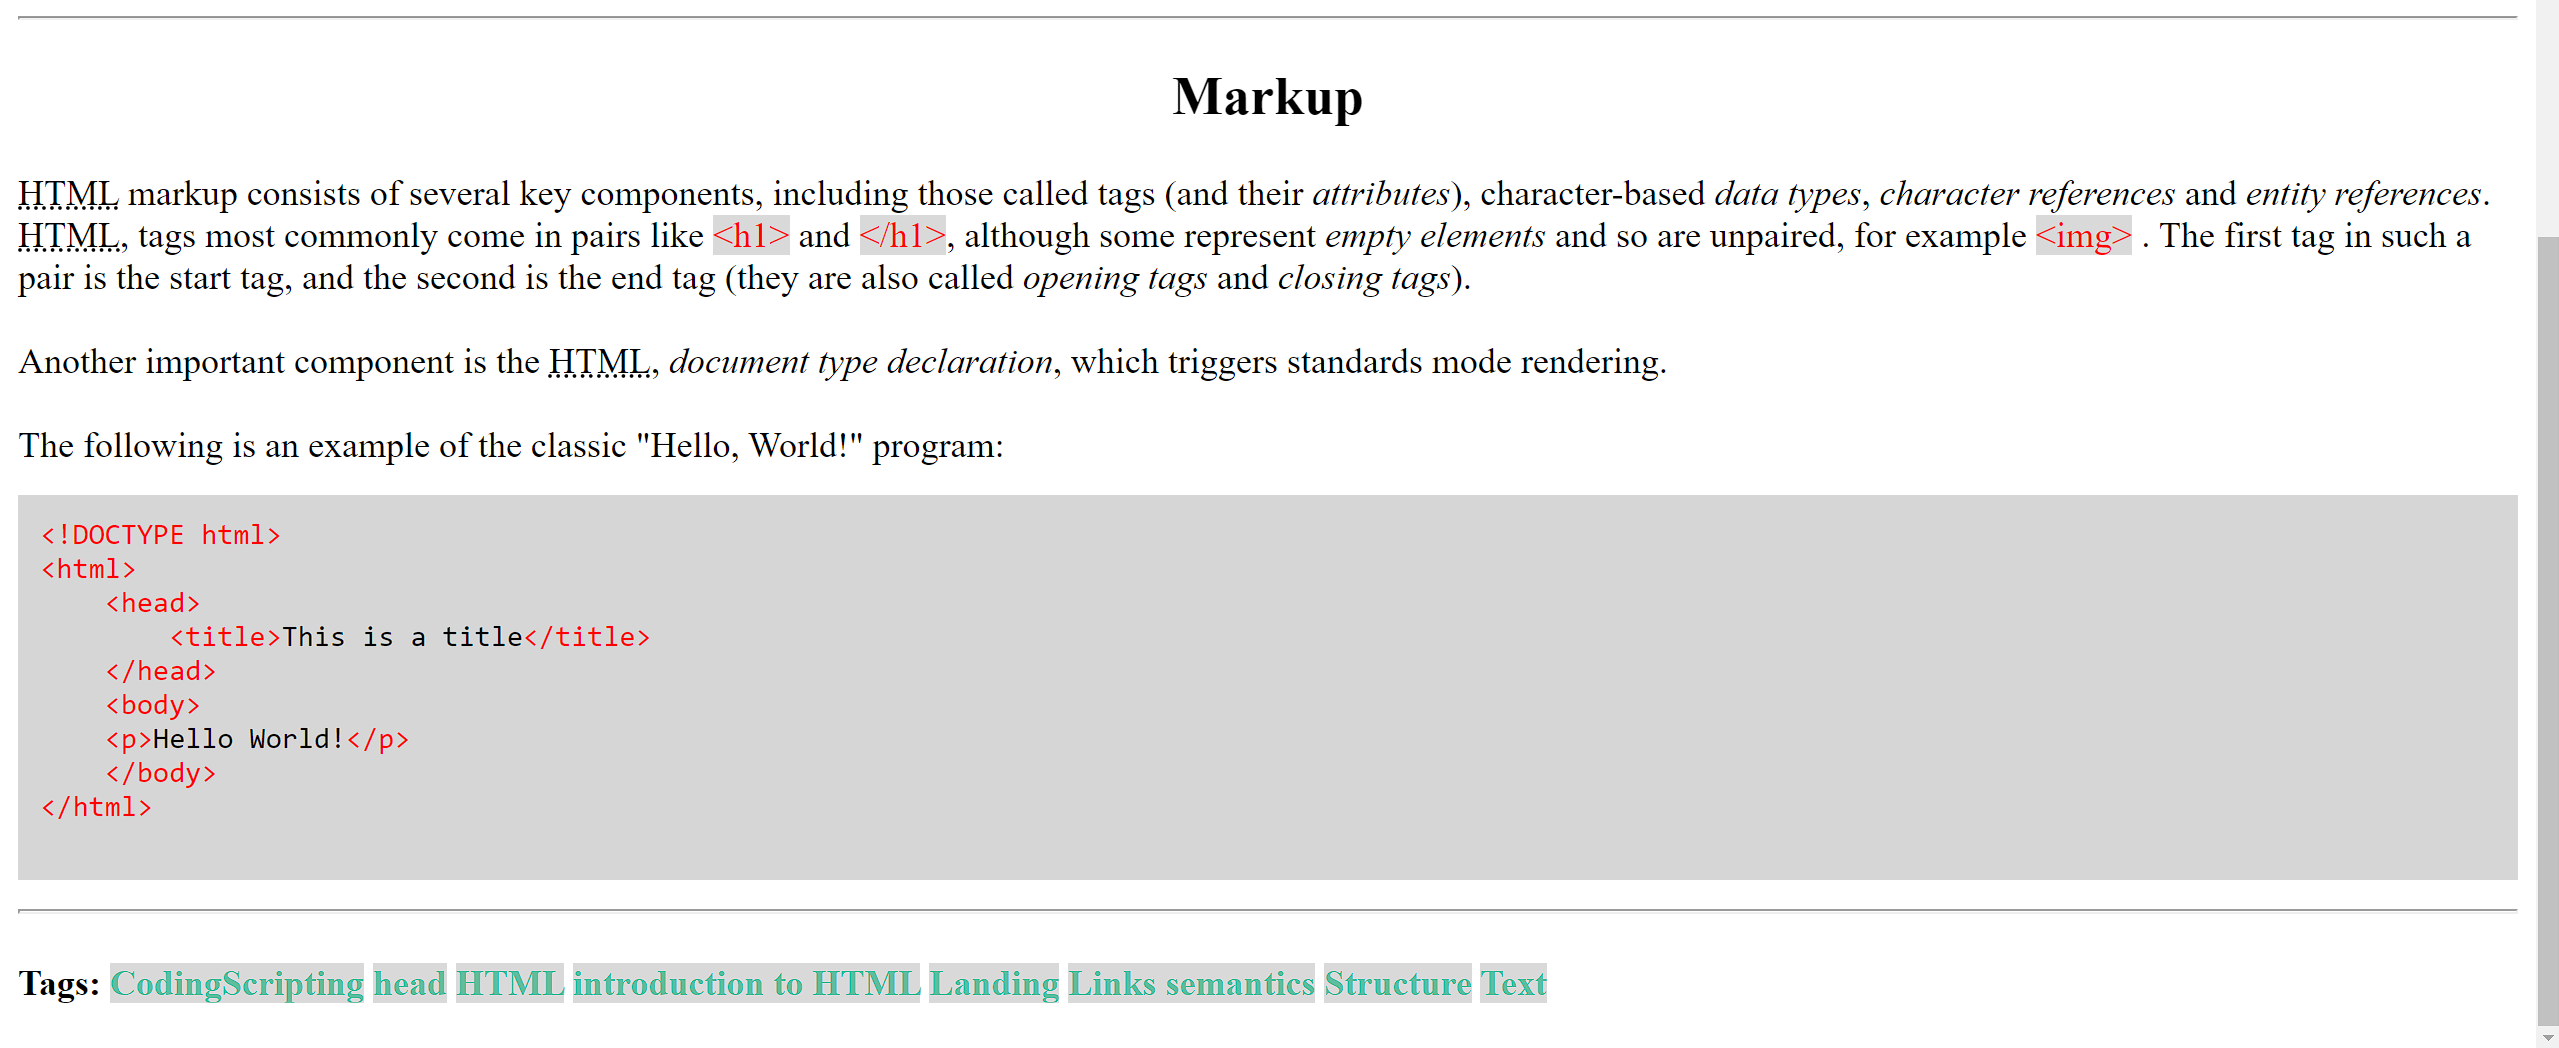 Markup
HTML markup consists of several key components, including those called tags (and their attributes), character-based data types, character references and entity references.
HTML, tags most commonly come in pairs like <h1> and </h1>, although some represent empty elements and so are unpaired, for example <img> . The first tag in such a
pair is the start tag, and the second is the end tag (they are also called opening tags and closing tags).
Another important component is the HTML, document type declaration, which triggers standards mode rendering.
The following is an example of the classic "Hello, World!" program:
<!DOCTYPE html>
<html>
    <head>
        <title>This is a title</title>
    </head>
    <body>
    <p>Hello World!</p>
    </body>
</html>
Tags: CodingScripting head HTML introduction to HTML Landing Links semantics Structure Text